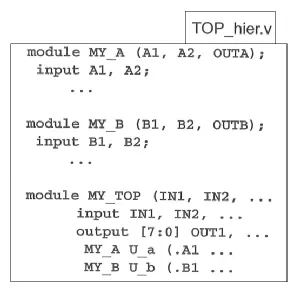 TOP_hier.v
module MY_A (A1, A2, OUTA);
input A1, A2;
...
module MY_B (B1, B2, OUTB);
input B1, B2;
...
module MY_TOP (IN1, IN2, ...
input IN1, IN2, ...
output [7:0] OUT1, ...
MY_A U_a (.A1 ...
MY_B U_b (.B1 ...